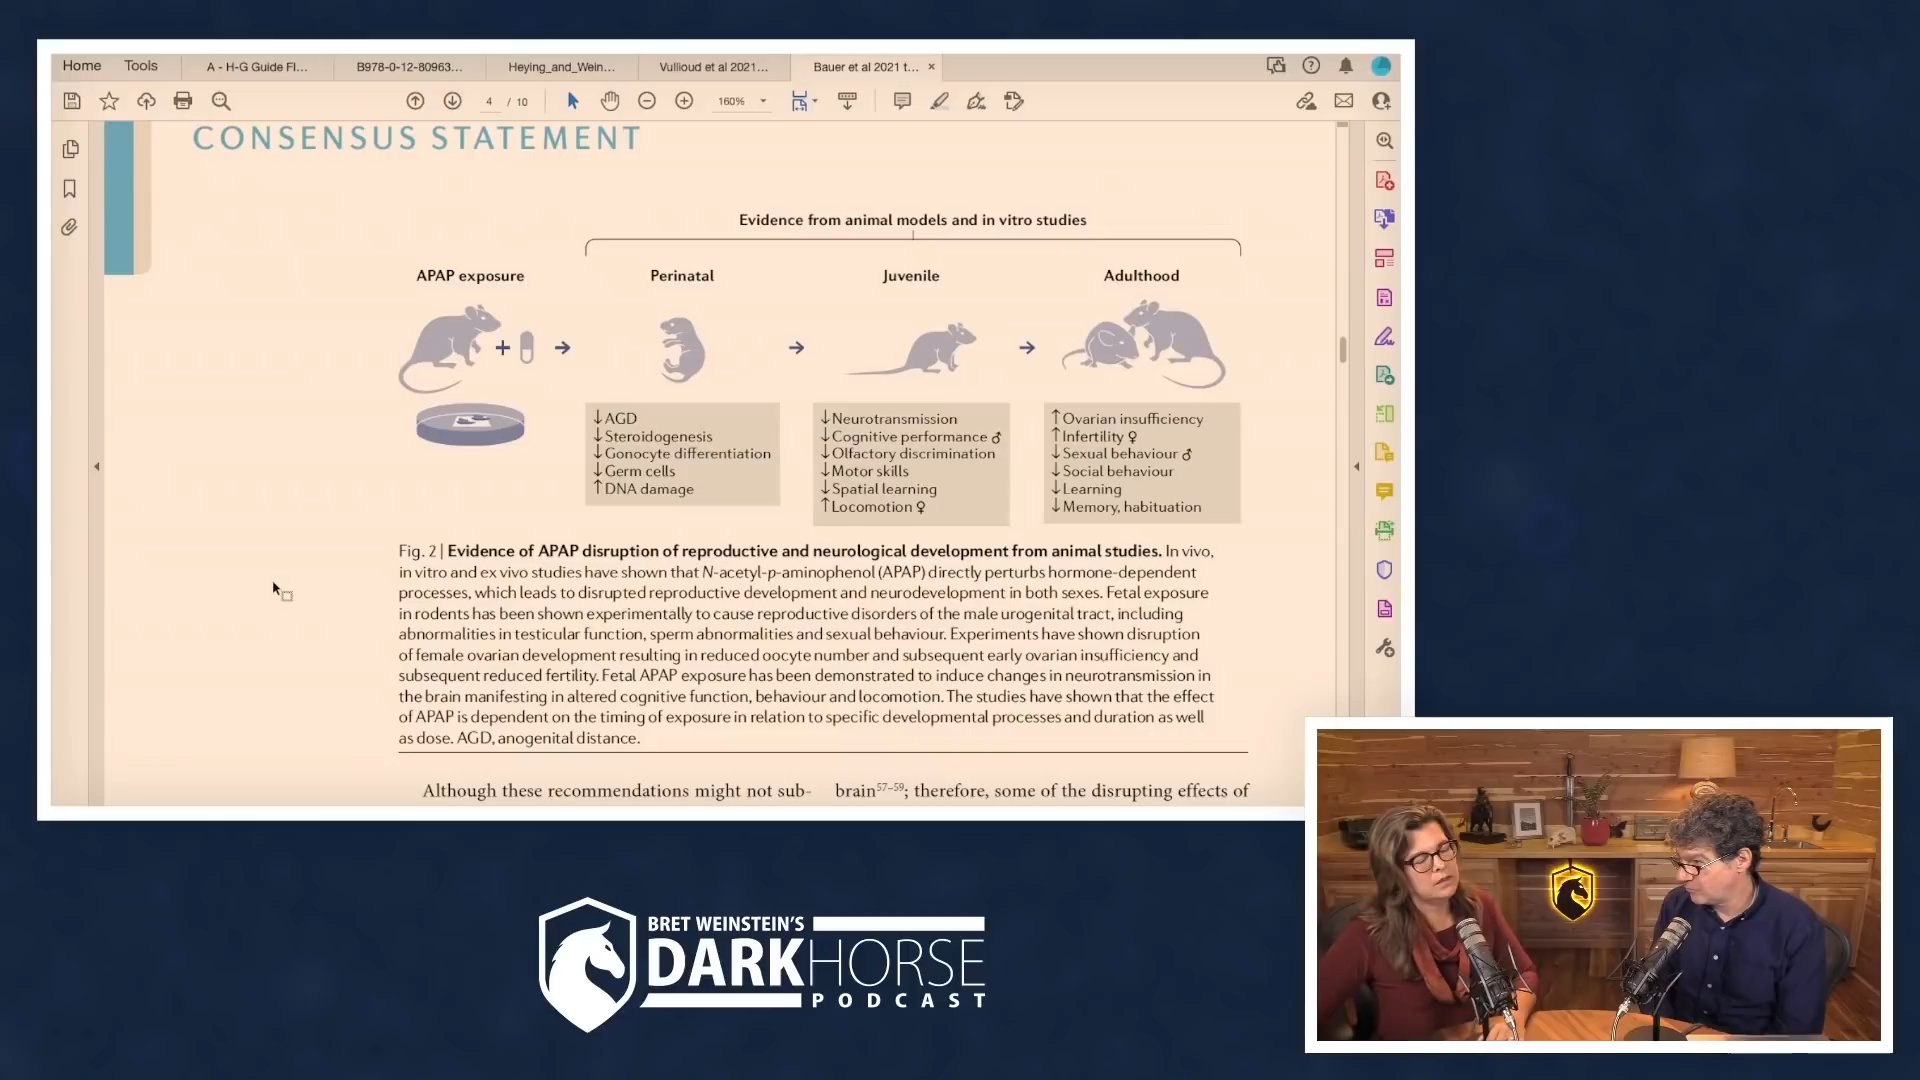 Home Tools A - H-G Guide Fl... B978-0-12-80963... Heying_and_Wein... Vullioud et al 2021... Bauer et al 2021 t... ×
4 / 10 160%
CONSENSUS STATEMENT
Evidence from animal models and in vitro studies
APAP exposure Perinatal Juvenile Adulthood
+ → → →
↓AGD
↓Steroidogenesis
↓Gonocyte differentiation
↓Germ cells
↑DNA damage
↓Neurotransmission
↓Cognitive performance ♂
↓Olfactory discrimination
↓Motor skills
↓Spatial learning
↑Locomotion ♀
↑Ovarian insufficiency
↑Infertility ♀
↓Sexual behaviour ♂
↓Social behaviour
↓Learning
↓Memory, habituation
Fig. 2 | Evidence of APAP disruption of reproductive and neurological development from animal studies. In vivo,
in vitro and ex vivo studies have shown that N-acetyl-p-aminophenol (APAP) directly perturbs hormone-dependent
processes, which leads to disrupted reproductive development and neurodevelopment in both sexes. Fetal exposure
in rodents has been shown experimentally to cause reproductive disorders of the male urogenital tract, including
abnormalities in testicular function, sperm abnormalities and sexual behaviour. Experiments have shown disruption
of female ovarian development resulting in reduced oocyte number and subsequent early ovarian insufficiency and
subsequent reduced fertility. Fetal APAP exposure has been demonstrated to induce changes in neurotransmission in
the brain manifesting in altered cognitive function, behaviour and locomotion. The studies have shown that the effect
of APAP is dependent on the timing of exposure in relation to specific developmental processes and duration as well
as dose. AGD, anogenital distance.
Although these recommendations might not sub-
brain57–59; therefore, some of the disrupting effects of
BRET WEINSTEIN'S
DARKHORSE
PODCAST